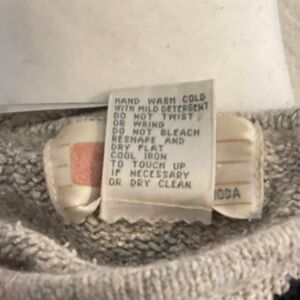 HAND WASH COLD
WITH MILD DETERGENT
DO NOT TWIST
OR WRING
DO NOT BLEACH
RESHAPE AND
DRY FLAT
COOL IRON
TO TOUCH UP
IF NECESSARY
OR DRY CLEAN